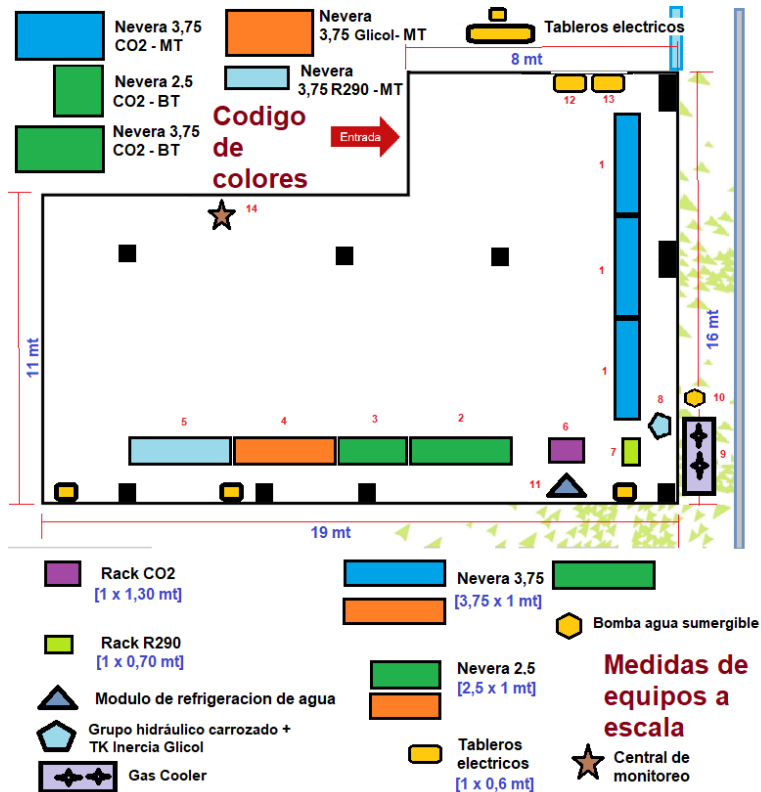 Nevera 3,75
CO2 - MT
Nevera
3,75 Glicol- MT
Tableros electricos
8 mt
Nevera 2,5
CO2 - BT
Nevera
3,75 R290 - MT
12
13
Nevera 3,75
CO2 - BT
Codigo
de
colores
Entrada
1
14
1
11 mt
16 mt
1
8
10
5
4
3
2
6
7
9
11
19 mt
Rack CO2
[1 x 1,30 mt]
Nevera 3,75
[3,75 x 1 mt]
Bomba agua sumergible
Rack R290
[1 x 0,70 mt]
Nevera 2,5
[2,5 x 1 mt]
Medidas de
equipos a
escala
Modulo de refrigeracion de agua
Grupo hidráulico carrozado +
TK Inercia Glicol
Tableros
electricos
[1 x 0,6 mt]
Central de
monitoreo
Gas Cooler